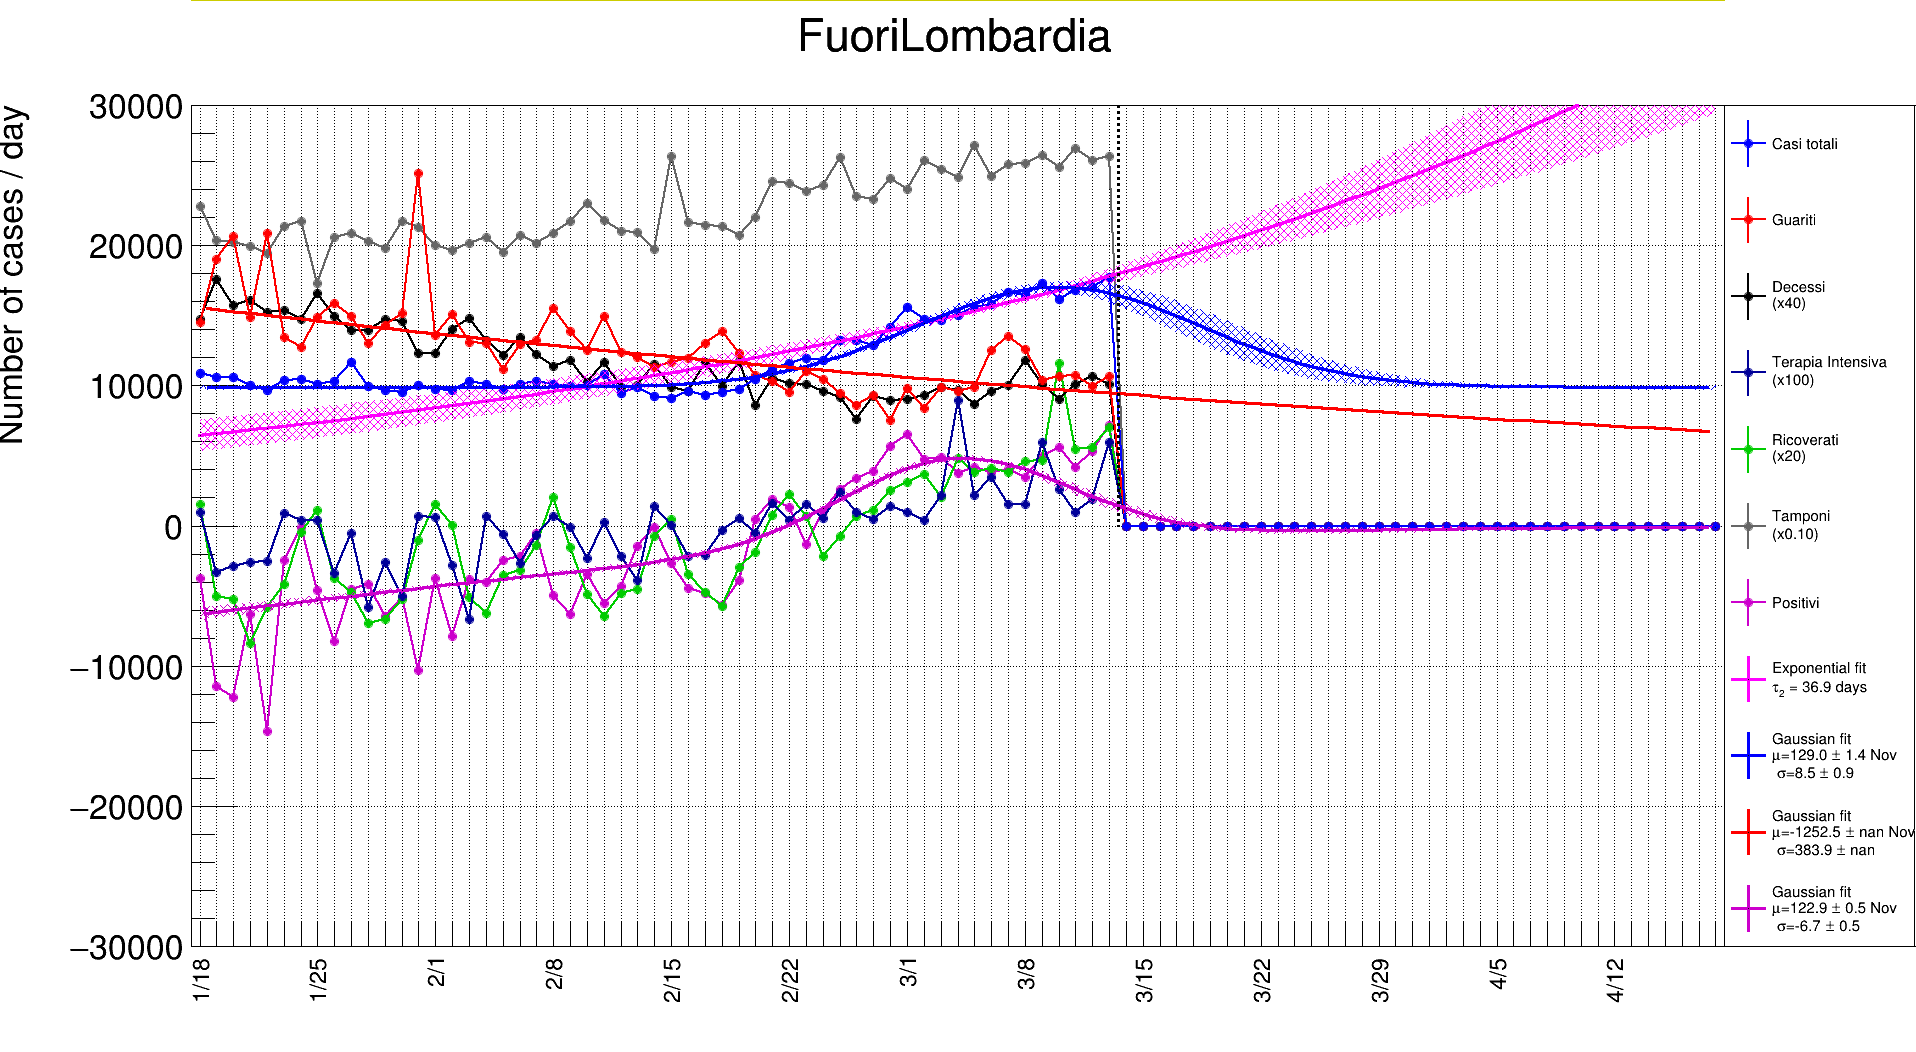 FuoriLombardia
Number of cases / day
30000
20000
10000
0
−10000
−20000
−30000
1/18
1/25
2/1
2/8
2/15
2/22
3/1
3/8
3/15
3/22
3/29
4/5
4/12
Casi totali
Guariti
Decessi
(x40)
Terapia Intensiva
(x100)
Ricoverati
(x20)
Tamponi
(x0.10)
Positivi
Exponential fit
τ2 = 36.9 days
Gaussian fit
μ=129.0 ± 1.4 Nov
σ=8.5 ± 0.9
Gaussian fit
μ=-1252.5 ± nan Nov
σ=383.9 ± nan
Gaussian fit
μ=122.9 ± 0.5 Nov
σ=-6.7 ± 0.5